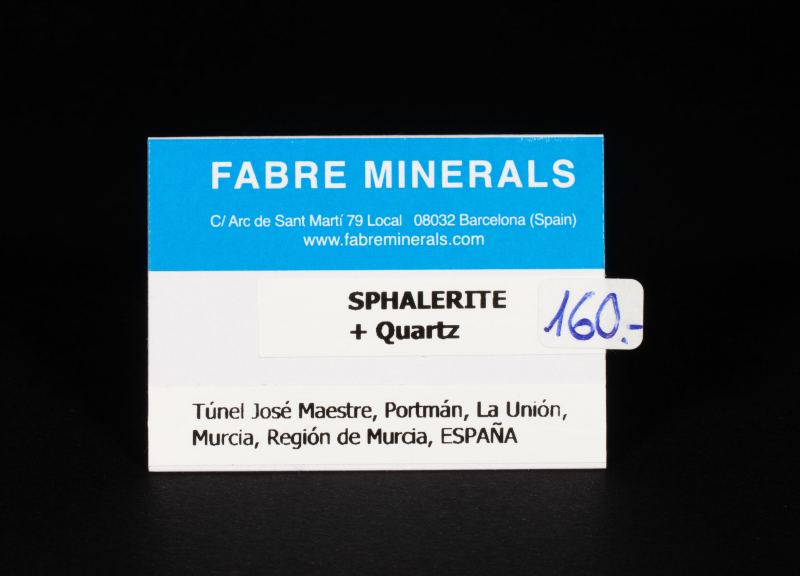 FABRE MINERALS
C/ Arc de Sant Martí 79 Local 08032 Barcelona (Spain)
www.fabreminerals.com
SPHALERITE
+ Quartz
160.-
Túnel José Maestre, Portmán, La Unión,
Murcia, Región de Murcia, ESPAÑA